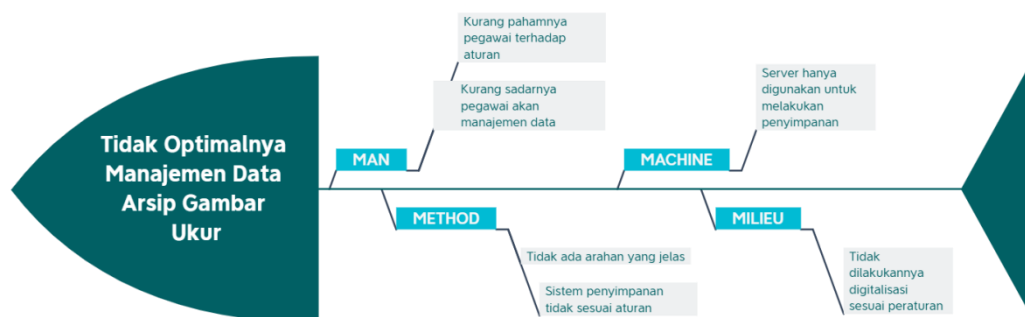 Tidak Optimalnya
Manajemen Data
Arsip Gambar
Ukur
Kurang pahamnya
pegawai terhadap
aturan
Kurang sadarnya
pegawai akan
manajemen data
MAN
Server hanya
digunakan untuk
melakukan
penyimpanan
MACHINE
METHOD
Tidak ada arahan yang jelas
Sistem penyimpanan
tidak sesuai aturan
MILIEU
Tidak
dilakukannya
digitalisasi
sesuai peraturan